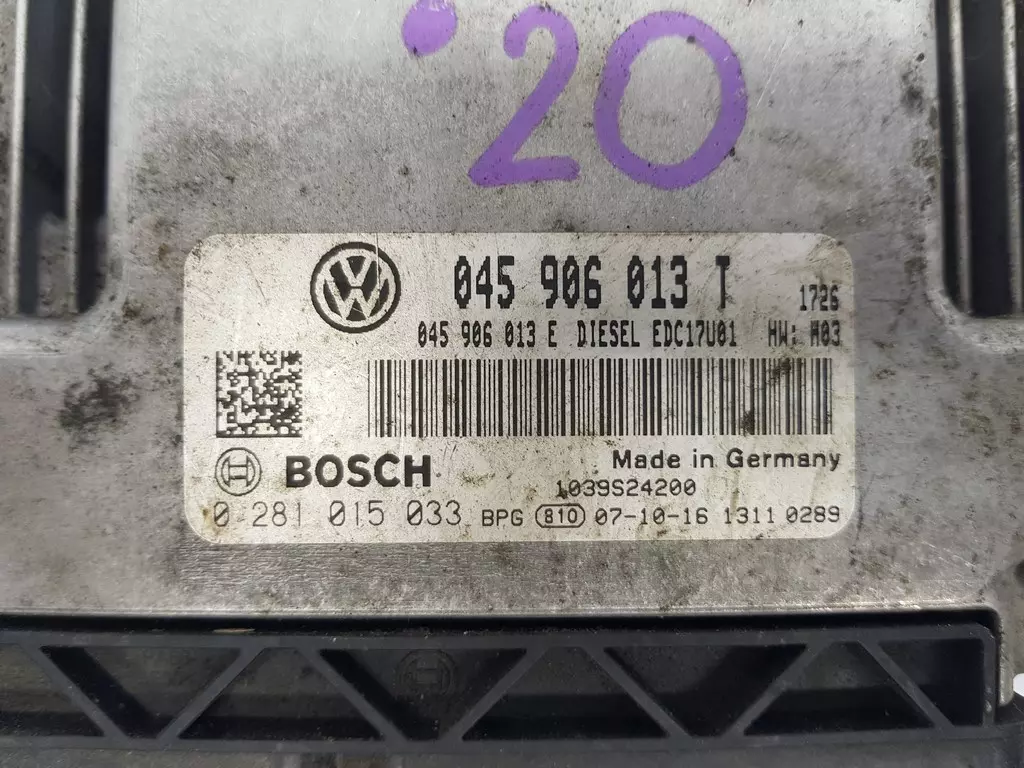 20
045 906 013 T 1726
045 906 013 E DIESEL EDC17U01 HW: H03
BOSCH
Made in Germany
1039S24200
0 281 015 033 BPG 810 07-10-16 1311 0289